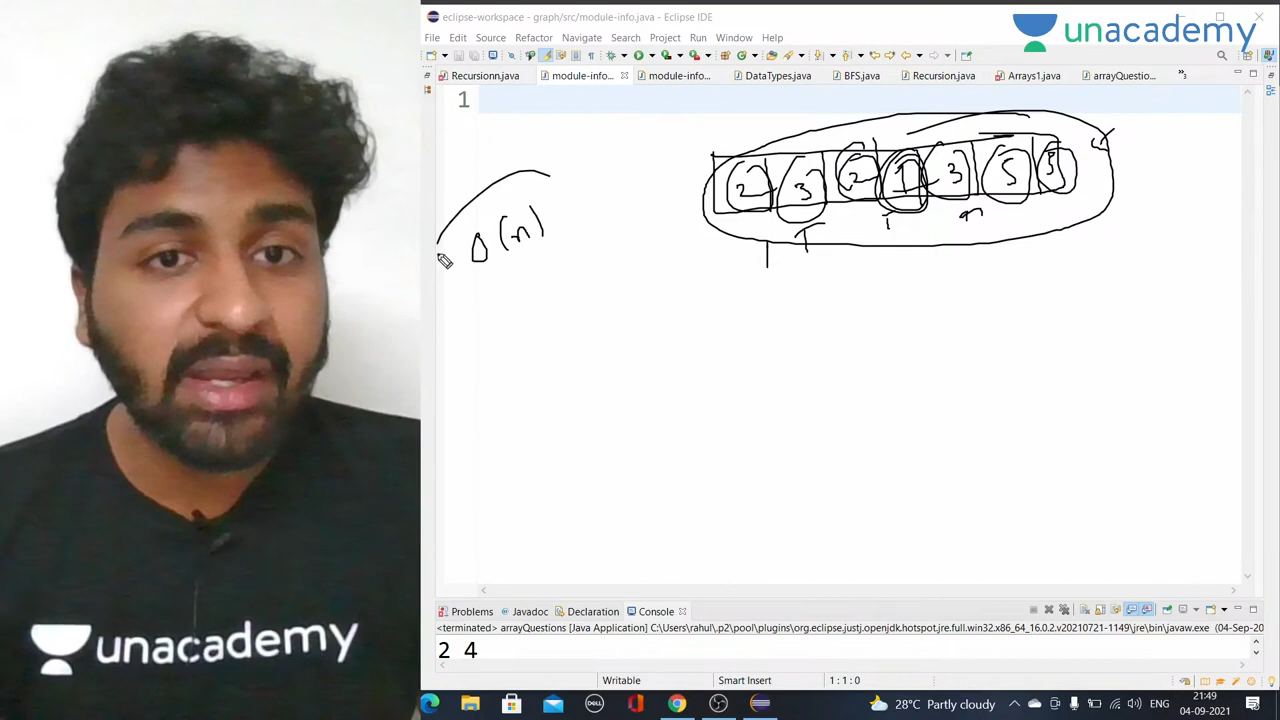 eclipse-workspace - graph/src/module-info.java - Eclipse IDE
unacademy
File Edit Source Refactor Navigate Search Project Run Window Help
Recursionn.java module-info... module-info... DataTypes.java BFS.java Recursion.java Arrays1.java arrayQuestio...
1
2 3 2 1 3 5 5
O(n)
unacademy
Problems Javadoc Declaration Console
<terminated> arrayQuestions [Java Application] C:\Users\rahul_\.p2\pool\plugins\org.eclipse.justj.openjdk.hotspot.jre.full.win32.x86_64_16.0.2.v20210721-1149\jre\bin\javaw.exe (04-Sep-20
2 4
Writable Smart Insert 1:1:0
DELL 28°C Partly cloudy ENG 21:49
04-09-2021